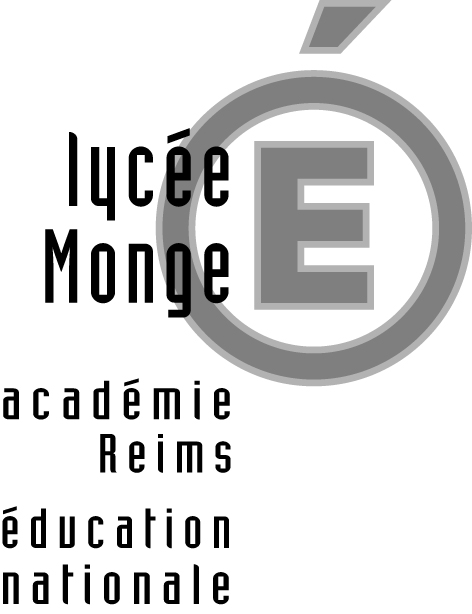 É
lycée
Monge
académie
Reims
éducation
nationale